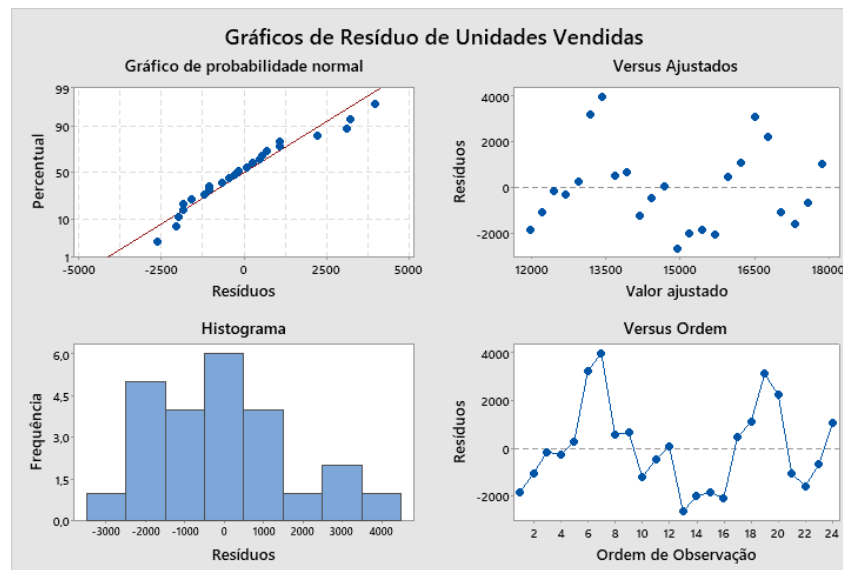 Gráficos de Resíduo de Unidades Vendidas
Gráfico de probabilidade normal
99
90
50
10
1
Percentual
-5000 -2500 0 2500 5000
Resíduos
Versus Ajustados
4000
2000
0
-2000
Resíduos
12000 13500 15000 16500 18000
Valor ajustado
Histograma
6,0
4,5
3,0
1,5
0,0
Frequência
-3000 -2000 -1000 0 1000 2000 3000 4000
Resíduos
Versus Ordem
4000
2000
0
-2000
Resíduos
2 4 6 8 10 12 14 16 18 20 22 24
Ordem de Observação